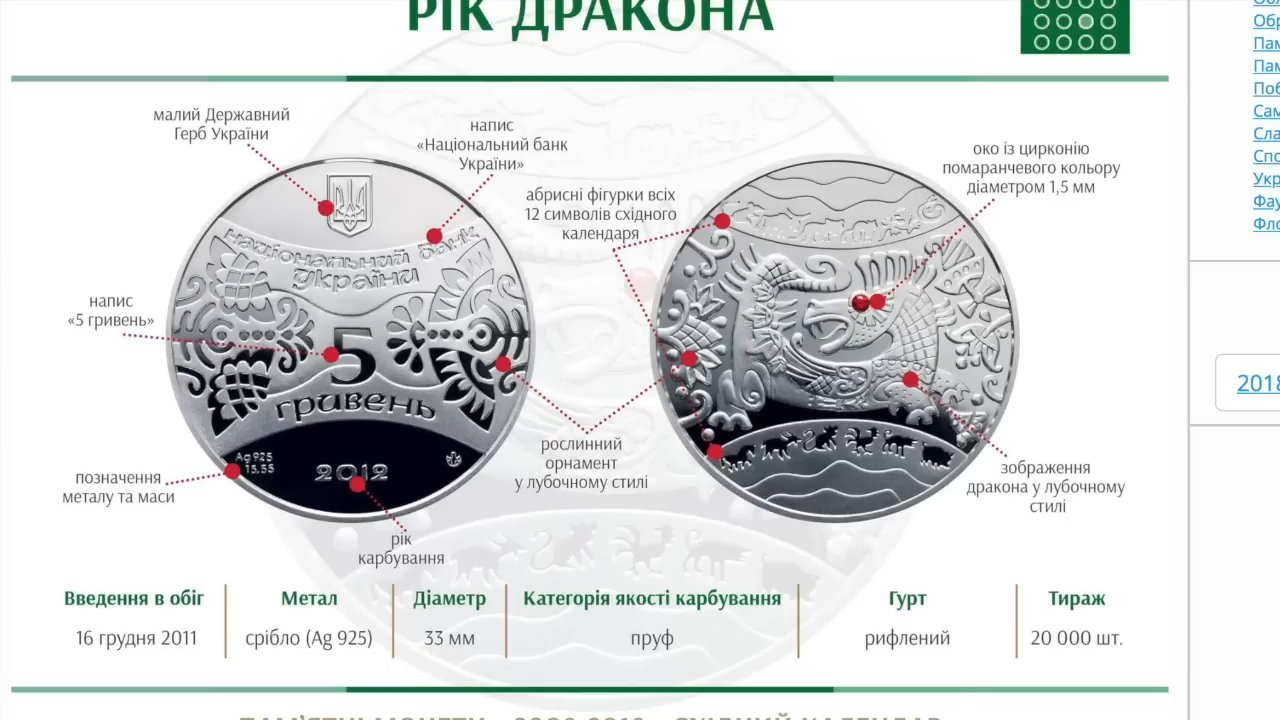 РІК ДРАКОНА
малий Державний
Герб України
напис
«Національний банк
України»
абрисні фігурки всіх
12 символів східного
календаря
око із цирконію
помаранчевого кольору
діаметром 1,5 мм
національний банк
україни
напис
«5 гривень»
5
гривень
Ag 925
15,55
2012
позначення
металу та маси
рік
карбування
рослинний
орнамент
у лубочному стилі
зображення
дракона у лубочному
стилі
Введення в обіг
Метал
Діаметр
Категорія якості карбування
Гурт
Тираж
16 грудня 2011
срібло (Ag 925)
33 мм
пруф
рифлений
20 000 шт.
2018